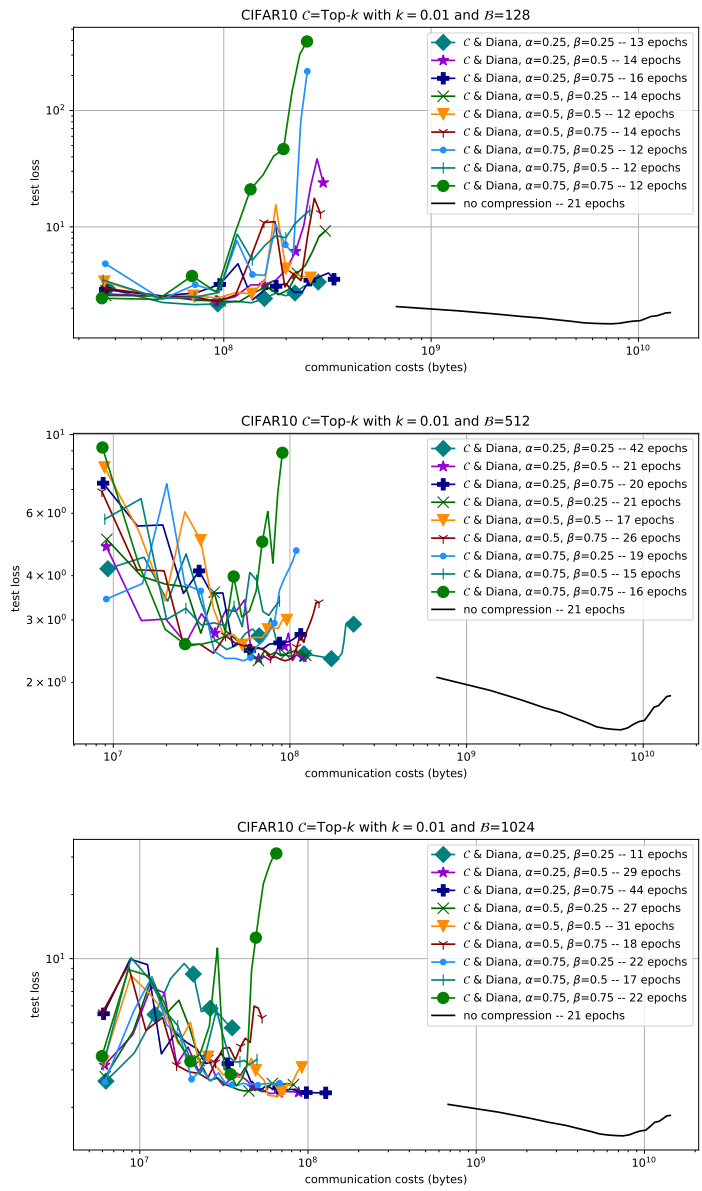 CIFAR10 𝒞=Top-k with k = 0.01 and ℬ=128
𝒞 & Diana, α=0.25, β=0.25 -- 13 epochs
𝒞 & Diana, α=0.25, β=0.5 -- 14 epochs
𝒞 & Diana, α=0.25, β=0.75 -- 16 epochs
𝒞 & Diana, α=0.5, β=0.25 -- 14 epochs
𝒞 & Diana, α=0.5, β=0.5 -- 12 epochs
𝒞 & Diana, α=0.5, β=0.75 -- 14 epochs
𝒞 & Diana, α=0.75, β=0.25 -- 12 epochs
𝒞 & Diana, α=0.75, β=0.5 -- 12 epochs
𝒞 & Diana, α=0.75, β=0.75 -- 12 epochs
no compression -- 21 epochs
10²
10¹
test loss
10⁸ 10⁹ 10¹⁰
communication costs (bytes)
CIFAR10 𝒞=Top-k with k = 0.01 and ℬ=512
𝒞 & Diana, α=0.25, β=0.25 -- 42 epochs
𝒞 & Diana, α=0.25, β=0.5 -- 21 epochs
𝒞 & Diana, α=0.25, β=0.75 -- 20 epochs
𝒞 & Diana, α=0.5, β=0.25 -- 21 epochs
𝒞 & Diana, α=0.5, β=0.5 -- 17 epochs
𝒞 & Diana, α=0.5, β=0.75 -- 26 epochs
𝒞 & Diana, α=0.75, β=0.25 -- 19 epochs
𝒞 & Diana, α=0.75, β=0.5 -- 15 epochs
𝒞 & Diana, α=0.75, β=0.75 -- 16 epochs
no compression -- 21 epochs
10¹
6 × 10⁰
4 × 10⁰
3 × 10⁰
2 × 10⁰
test loss
10⁷ 10⁸ 10⁹ 10¹⁰
communication costs (bytes)
CIFAR10 𝒞=Top-k with k = 0.01 and ℬ=1024
𝒞 & Diana, α=0.25, β=0.25 -- 11 epochs
𝒞 & Diana, α=0.25, β=0.5 -- 29 epochs
𝒞 & Diana, α=0.25, β=0.75 -- 44 epochs
𝒞 & Diana, α=0.5, β=0.25 -- 27 epochs
𝒞 & Diana, α=0.5, β=0.5 -- 31 epochs
𝒞 & Diana, α=0.5, β=0.75 -- 18 epochs
𝒞 & Diana, α=0.75, β=0.25 -- 22 epochs
𝒞 & Diana, α=0.75, β=0.5 -- 17 epochs
𝒞 & Diana, α=0.75, β=0.75 -- 22 epochs
no compression -- 21 epochs
10¹
test loss
10⁷ 10⁸ 10⁹ 10¹⁰
communication costs (bytes)